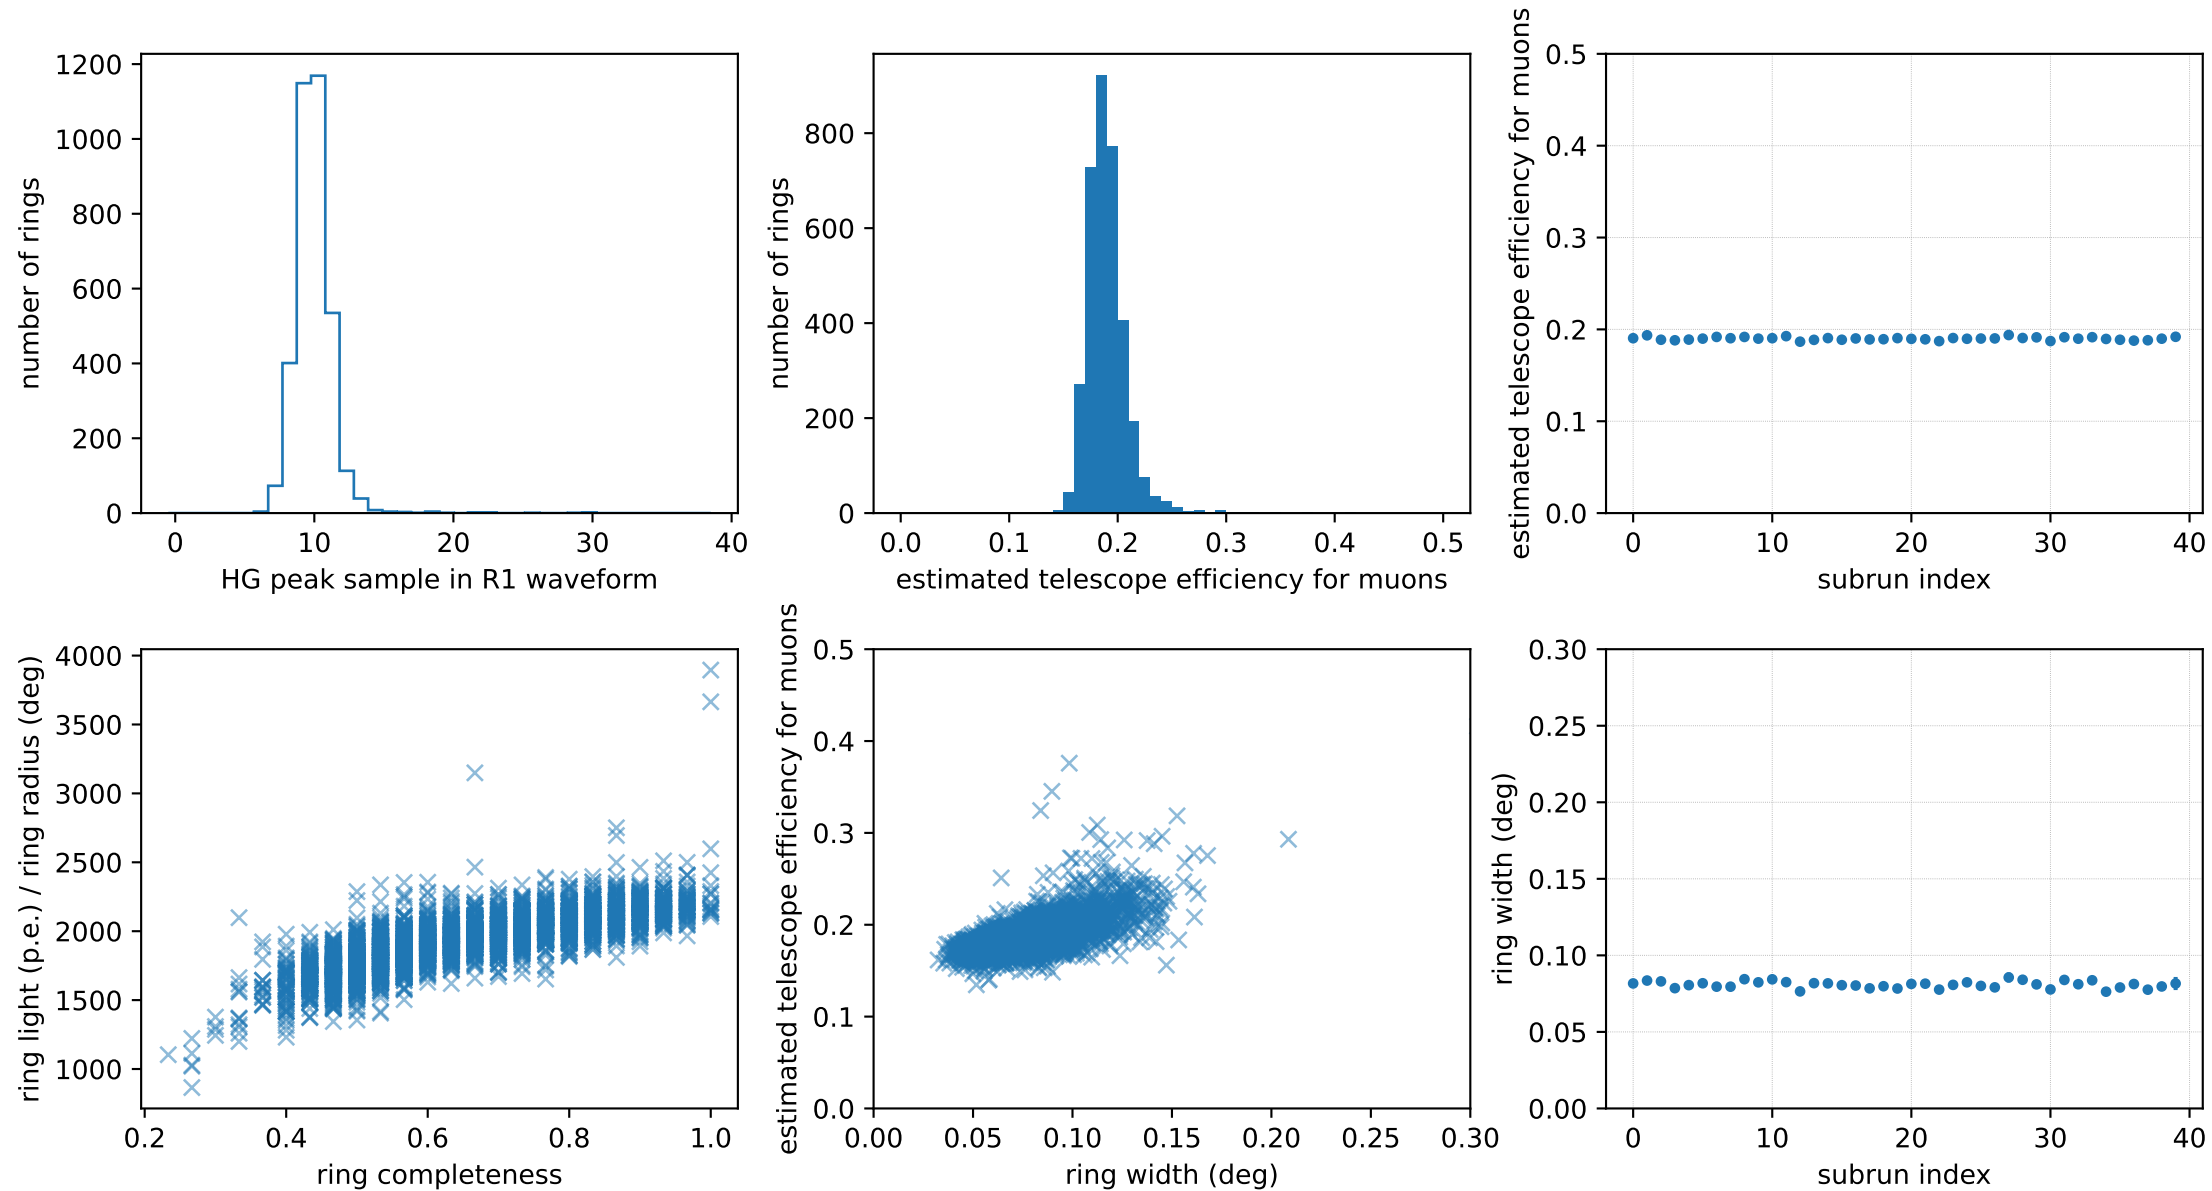 1200
1000
800
600
400
200
0
number of rings
0 10 20 30 40
HG peak sample in R1 waveform
800
600
400
200
0
number of rings
0.0 0.1 0.2 0.3 0.4 0.5
estimated telescope efficiency for muons
0.5
0.4
0.3
0.2
0.1
0.0
estimated telescope efficiency for muons
0 10 20 30 40
subrun index
4000
3500
3000
2500
2000
1500
1000
ring light (p.e.) / ring radius (deg)
0.2 0.4 0.6 0.8 1.0
ring completeness
0.5
0.4
0.3
0.2
0.1
0.0
estimated telescope efficiency for muons
0.00 0.05 0.10 0.15 0.20 0.25 0.30
ring width (deg)
0.30
0.25
0.20
0.15
0.10
0.05
0.00
ring width (deg)
0 10 20 30 40
subrun index